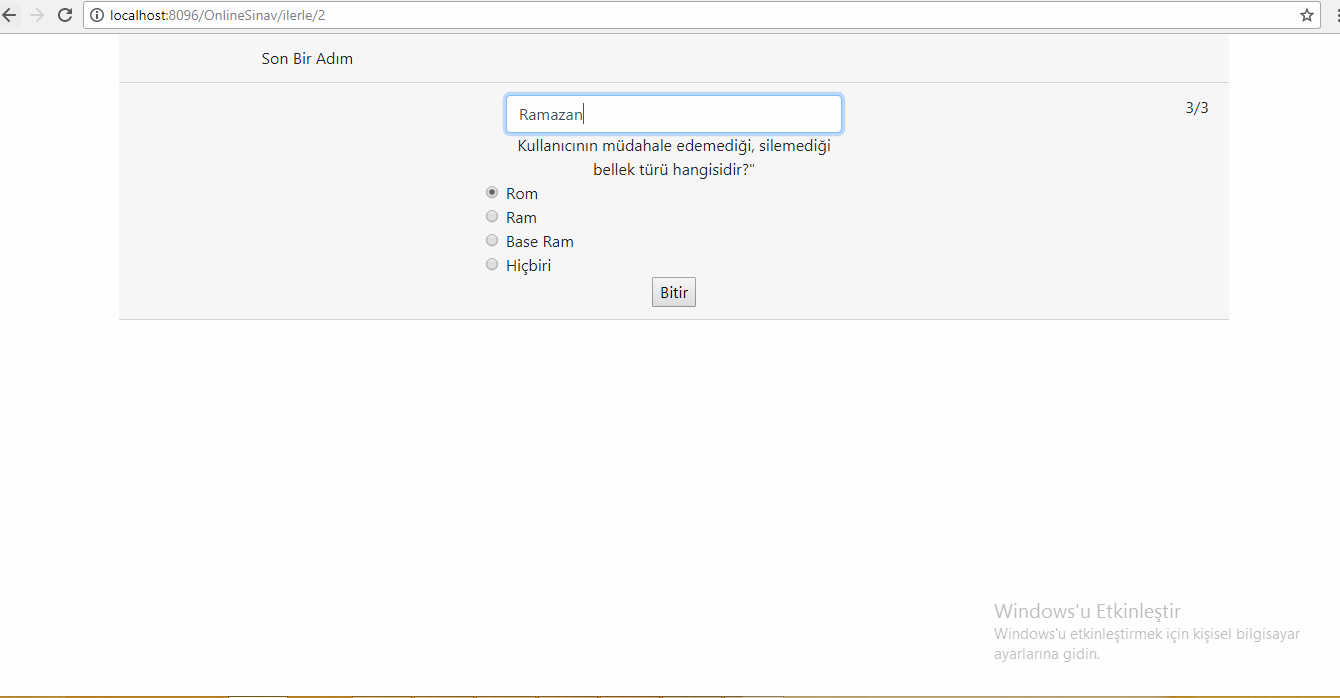 localhost:8096/OnlineSinav/ilerle/2
Son Bir Adım
Ramazan
3/3
Kullanıcının müdahale edemediği, silemediği
bellek türü hangisidir?"
Rom
Ram
Base Ram
Hiçbiri
Bitir
Windows'u Etkinleştir
Windows'u etkinleştirmek için kişisel bilgisayar
ayarlarına gidin.